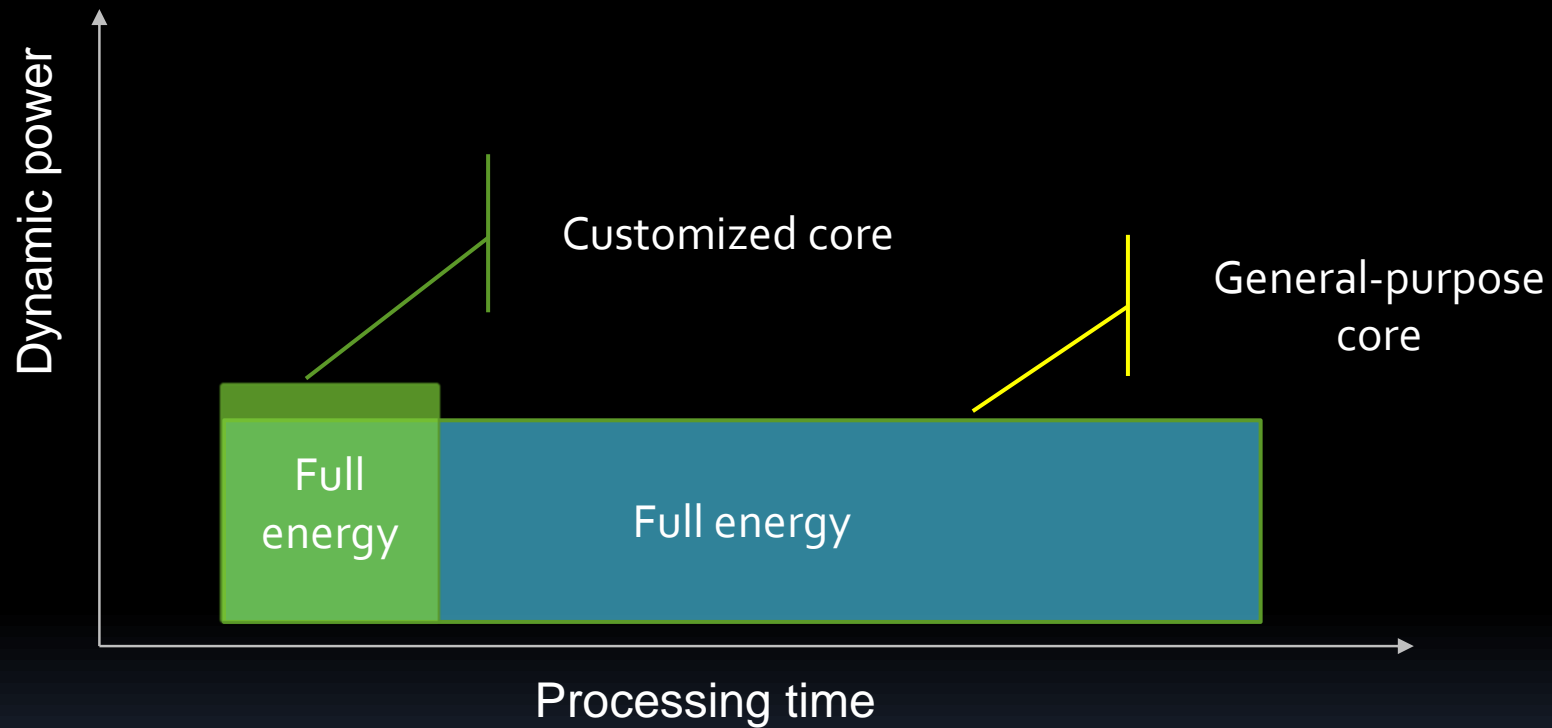 Dynamic power
Customized core
General-purpose
core
Full
energy
Full energy
Processing time